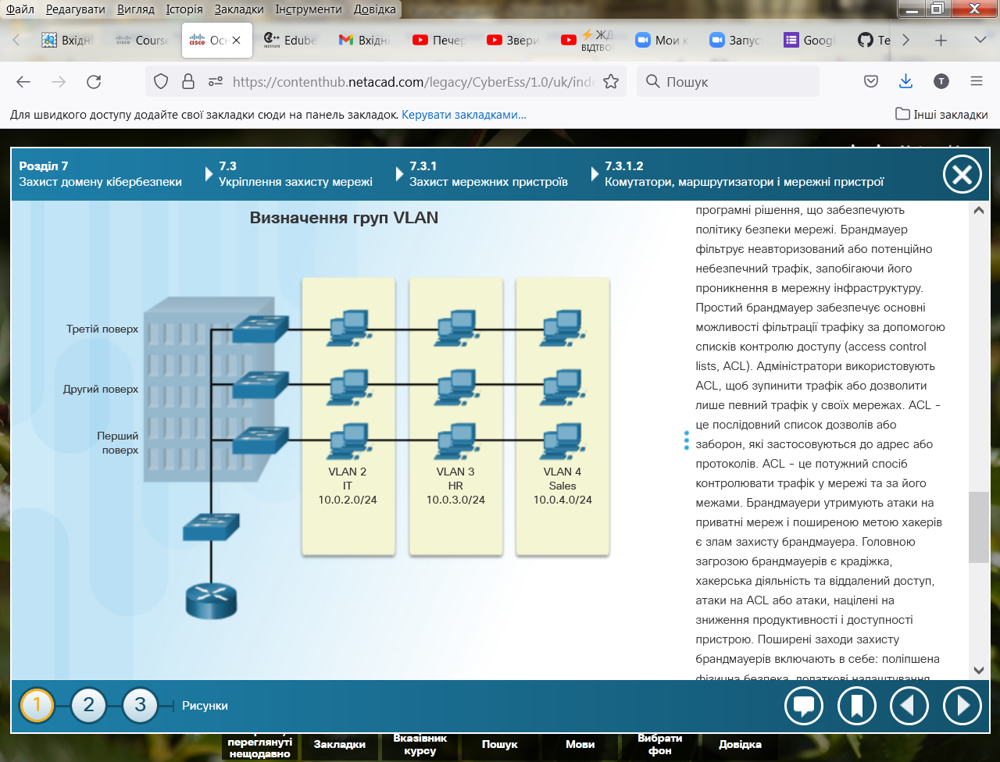 Файл Редагувати Вигляд Історія Закладки Інструменти Довідка
Вхідні Course Осн Edube Вхідні Печер Звери ЖД Мои к Запус Googl Te
ВІДТВО
https://contenthub.netacad.com/legacy/CyberEss/1.0/uk/inde Пошук T
Для швидкого доступу додайте свої закладки сюди на панель закладок. Керувати закладками... Інші закладки
Розділ 7 7.3 7.3.1 7.3.1.2
Захист домену кібербезпеки Укріплення захисту мережі Захист мережних пристроїв Комутатори, маршрутизатори і мережні пристрої
Визначення груп VLAN
Третій поверх
Другий поверх
Перший
поверх
VLAN 2
IT
10.0.2.0/24
VLAN 3
HR
10.0.3.0/24
VLAN 4
Sales
10.0.4.0/24
програмні рішення, що забезпечують
політику безпеки мережі. Брандмауер
фільтрує неавторизований або потенційно
небезпечний трафік, запобігаючи його
проникнення в мережну інфраструктуру.
Простий брандмауер забезпечує основні
можливості фільтрації трафіку за допомогою
списків контролю доступу (access control
lists, ACL). Адміністратори використовують
ACL, щоб зупинити трафік або дозволити
лише певний трафік у своїх мережах. ACL -
це послідовний список дозволів або
заборон, які застосовуються до адрес або
протоколів. ACL - це потужний спосіб
контролювати трафік у мережі та за його
межами. Брандмауери утримують атаки на
приватні мереж і поширеною метою хакерів
є злам захисту брандмауера. Головною
загрозою брандмауерів є крадіжка,
хакерська діяльність та віддалений доступ,
атаки на ACL або атаки, націлені на
зниження продуктивності і доступності
пристрою. Поширені заходи захисту
брандмауерів включають в себе: поліпшена
фізична безпека, додаткові налаштування
1 2 3 Рисунки
переглянуті
нещодавно
Закладки
Вказівник
курсу
Пошук
Мови
Вибрати
фон
Довідка